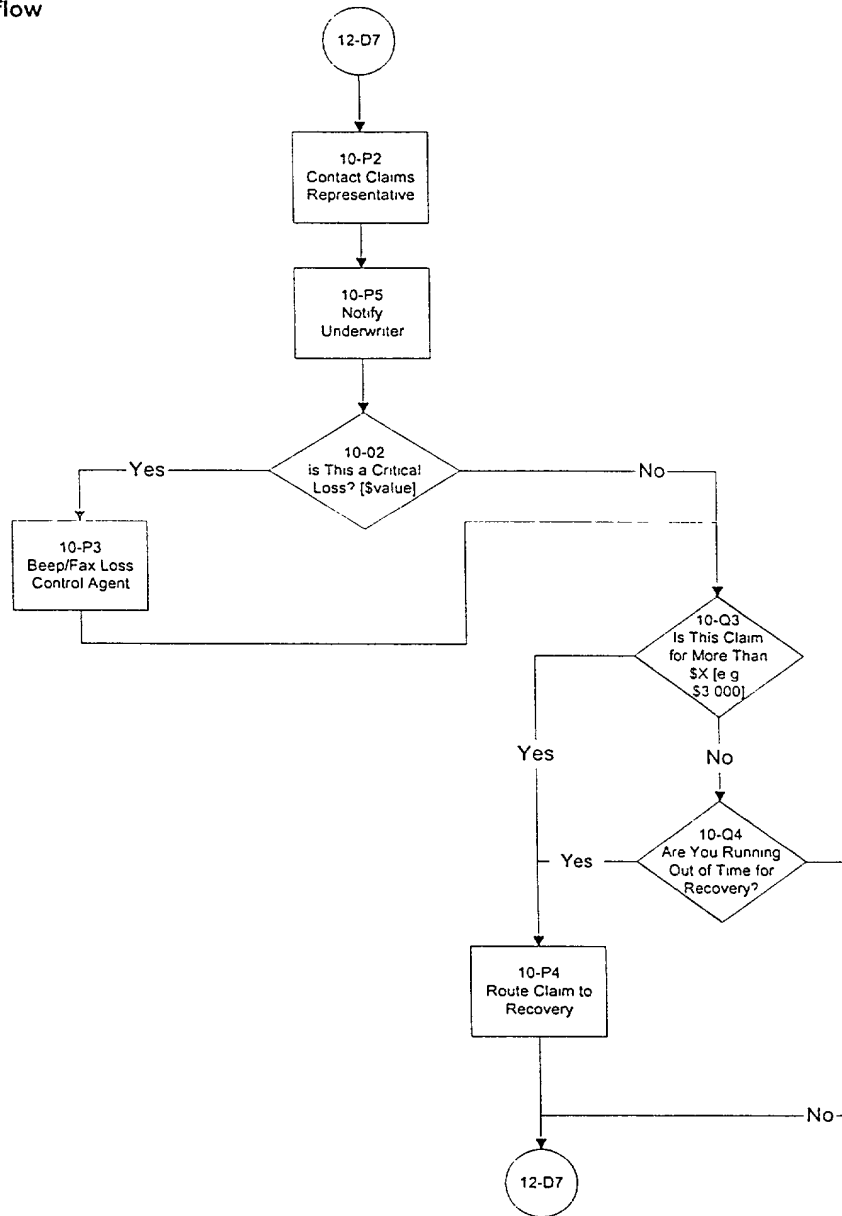 flow
12-D7
10-P2
Contact Claims
Representative
10-P5
Notify
Underwriter
10-02
is This a Critical
Loss? [$value]
Yes
No
10-P3
Beep/Fax Loss
Control Agent
10-Q3
Is This Claim
for More Than
$X [e g
$3 000]
Yes
No
10-Q4
Are You Running
Out of Time for
Recovery?
Yes
10-P4
Route Claim to
Recovery
No
12-D7